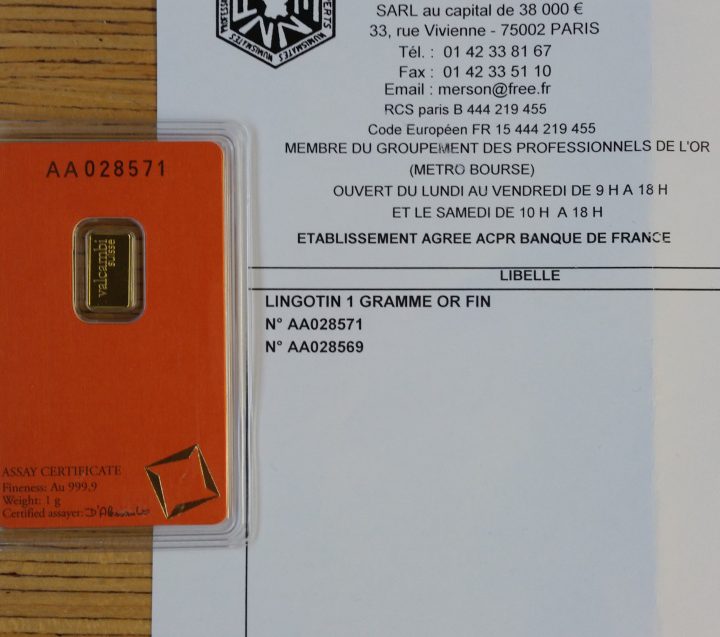 EXPERTS
NUMISMATES
NUMISMATES
SARL au capital de 38 000 €
33, rue Vivienne - 75002 PARIS
Tél. : 01 42 33 81 67
Fax : 01 42 33 51 10
Email : merson@free.fr
RCS paris B 444 219 455
Code Européen FR 15 444 219 455
MEMBRE DU GROUPEMENT DES PROFESSIONNELS DE L'OR
(METRO BOURSE)
OUVERT DU LUNDI AU VENDREDI DE 9 H A 18 H
ET LE SAMEDI DE 10 H A 18 H
ETABLISSEMENT AGREE ACPR BANQUE DE FRANCE
LIBELLE
LINGOTIN 1 GRAMME OR FIN
N° AA028571
N° AA028569
AA028571
valcambi
suisse
ASSAY CERTIFICATE
Fineness: Au 999,9
Weight: 1 g
Certified assayer: